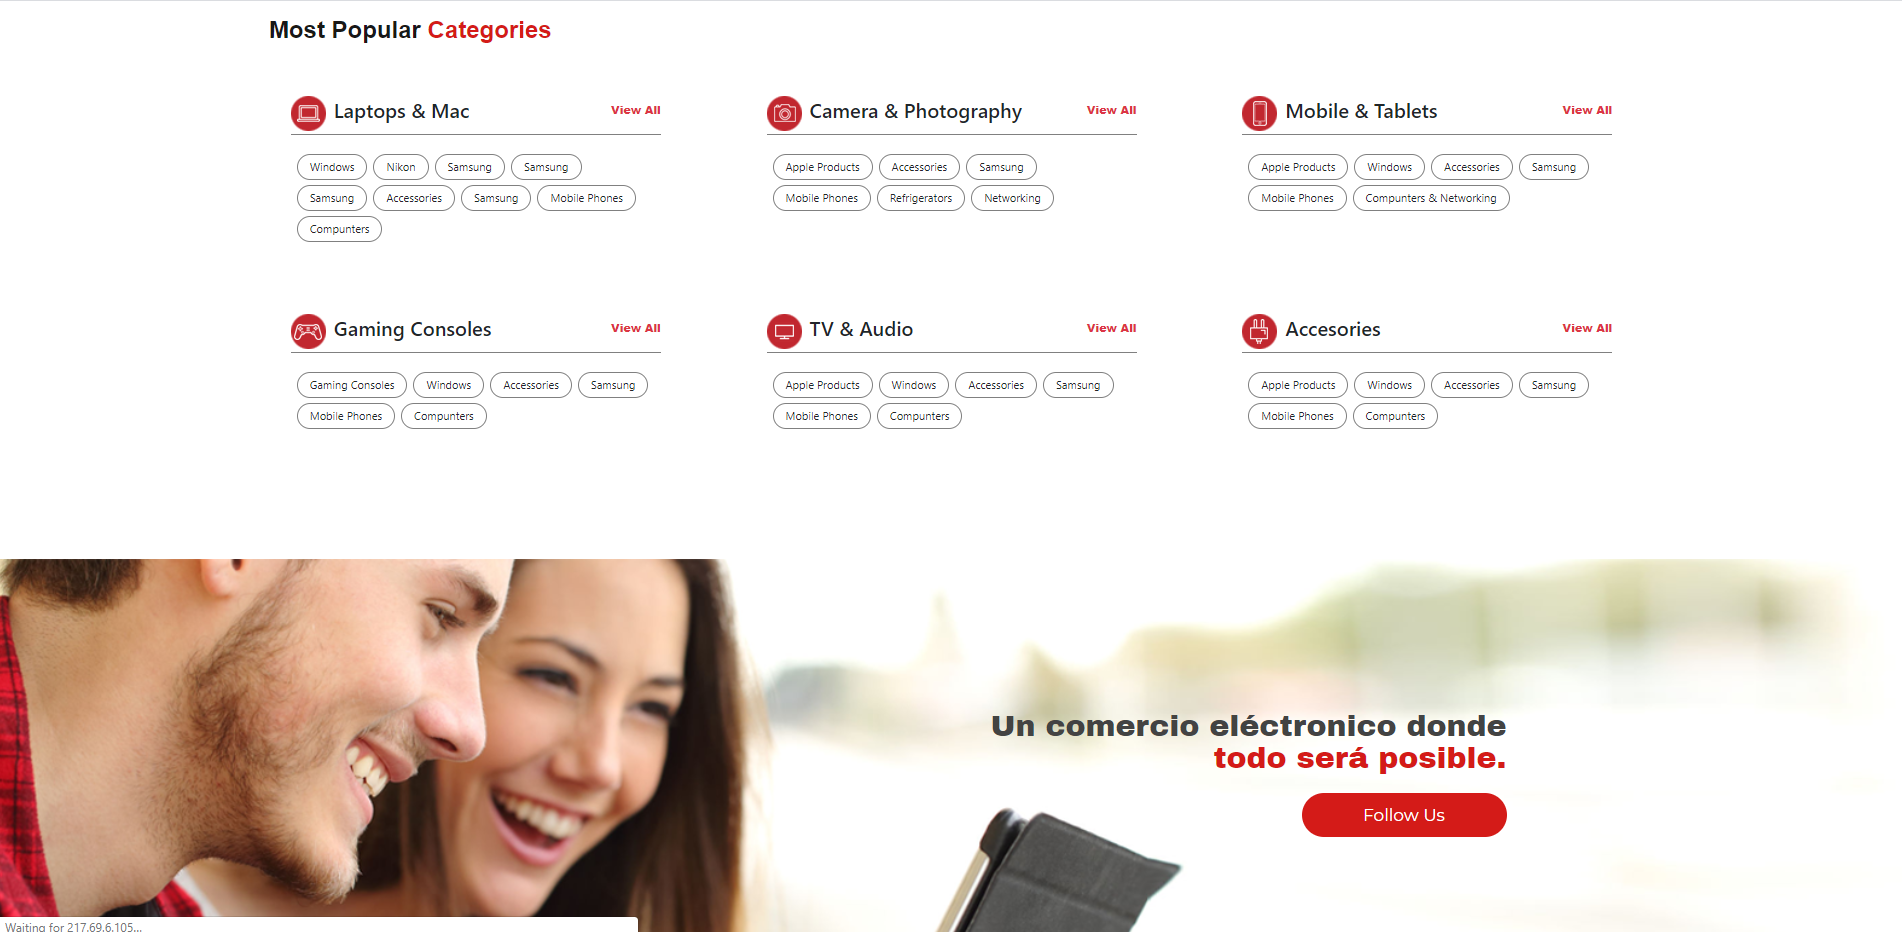 Most Popular Categories
Laptops & Mac View All
Windows Nikon Samsung Samsung
Samsung Accessories Samsung Mobile Phones
Compunters
Camera & Photography View All
Apple Products Accessories Samsung
Mobile Phones Refrigerators Networking
Mobile & Tablets View All
Apple Products Windows Accessories Samsung
Mobile Phones Compunters & Networking
Gaming Consoles View All
Gaming Consoles Windows Accessories Samsung
Mobile Phones Compunters
TV & Audio View All
Apple Products Windows Accessories Samsung
Mobile Phones Compunters
Accesories View All
Apple Products Windows Accessories Samsung
Mobile Phones Compunters
Un comercio eléctronico donde
todo será posible.
Follow Us
Waiting for 217.69.6.105...